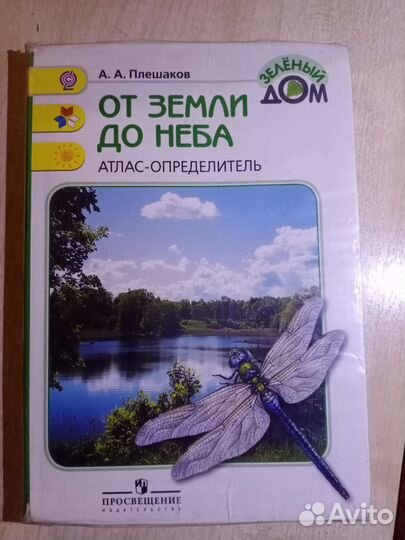 А. А. Плешаков
ЗЕЛЁНЫЙ
ДОМ
ОТ ЗЕМЛИ
ДО НЕБА
АТЛАС-ОПРЕДЕЛИТЕЛЬ
ПРОСВЕЩЕНИЕ
ИЗДАТЕЛЬСТВО
Avito